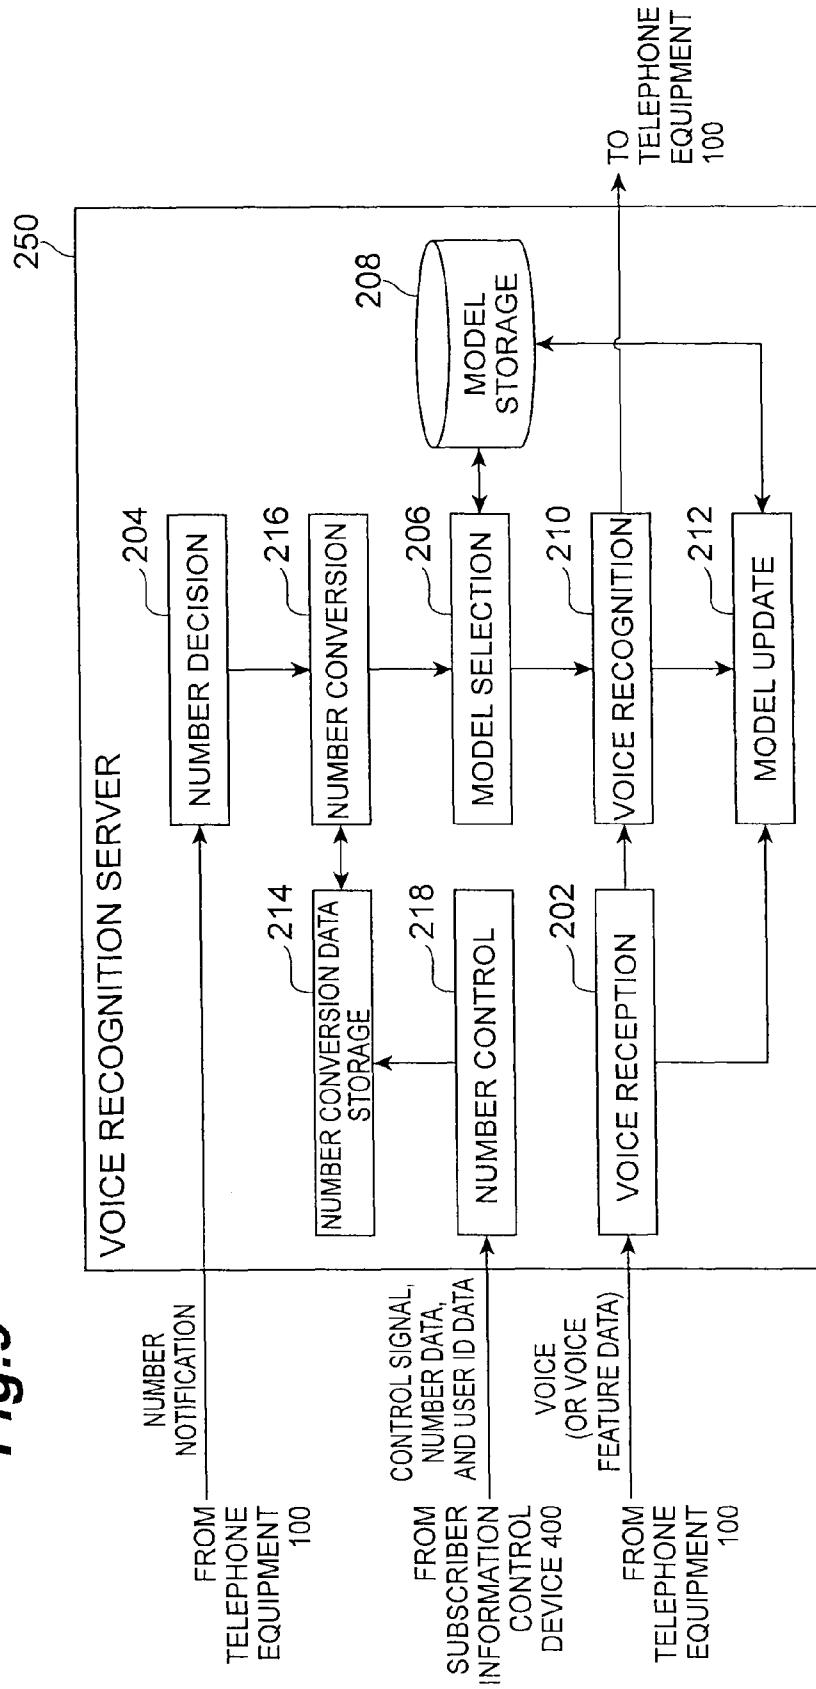 VOICE RECOGNITION SERVER
250
FROM
TELEPHONE
EQUIPMENT
100
NUMBER
NOTIFICATION
NUMBER DECISION
204
NUMBER CONVERSION DATA
STORAGE
214
NUMBER CONVERSION
216
FROM
SUBSCRIBER
INFORMATION
CONTROL
DEVICE 400
CONTROL SIGNAL,
NUMBER DATA,
AND USER ID DATA
NUMBER CONTROL
218
MODEL SELECTION
206
MODEL
STORAGE
208
FROM
TELEPHONE
EQUIPMENT
100
VOICE
(OR VOICE
FEATURE DATA)
VOICE RECEPTION
202
VOICE RECOGNITION
210
TO
TELEPHONE
EQUIPMENT
100
MODEL UPDATE
212